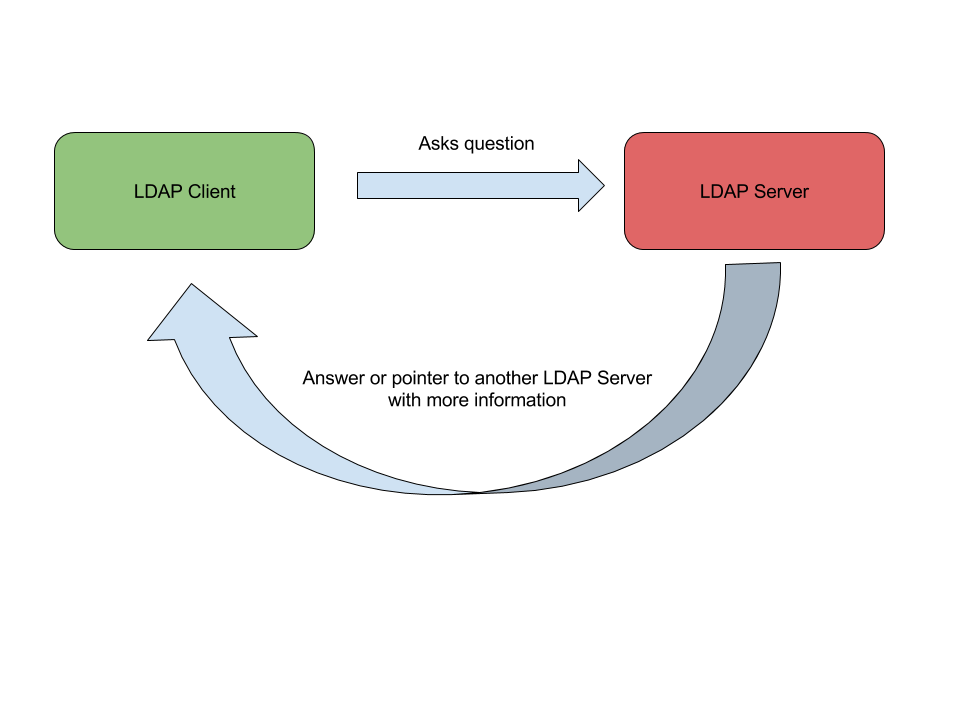 Asks question
LDAP Client
LDAP Server
Answer or pointer to another LDAP Server
with more information